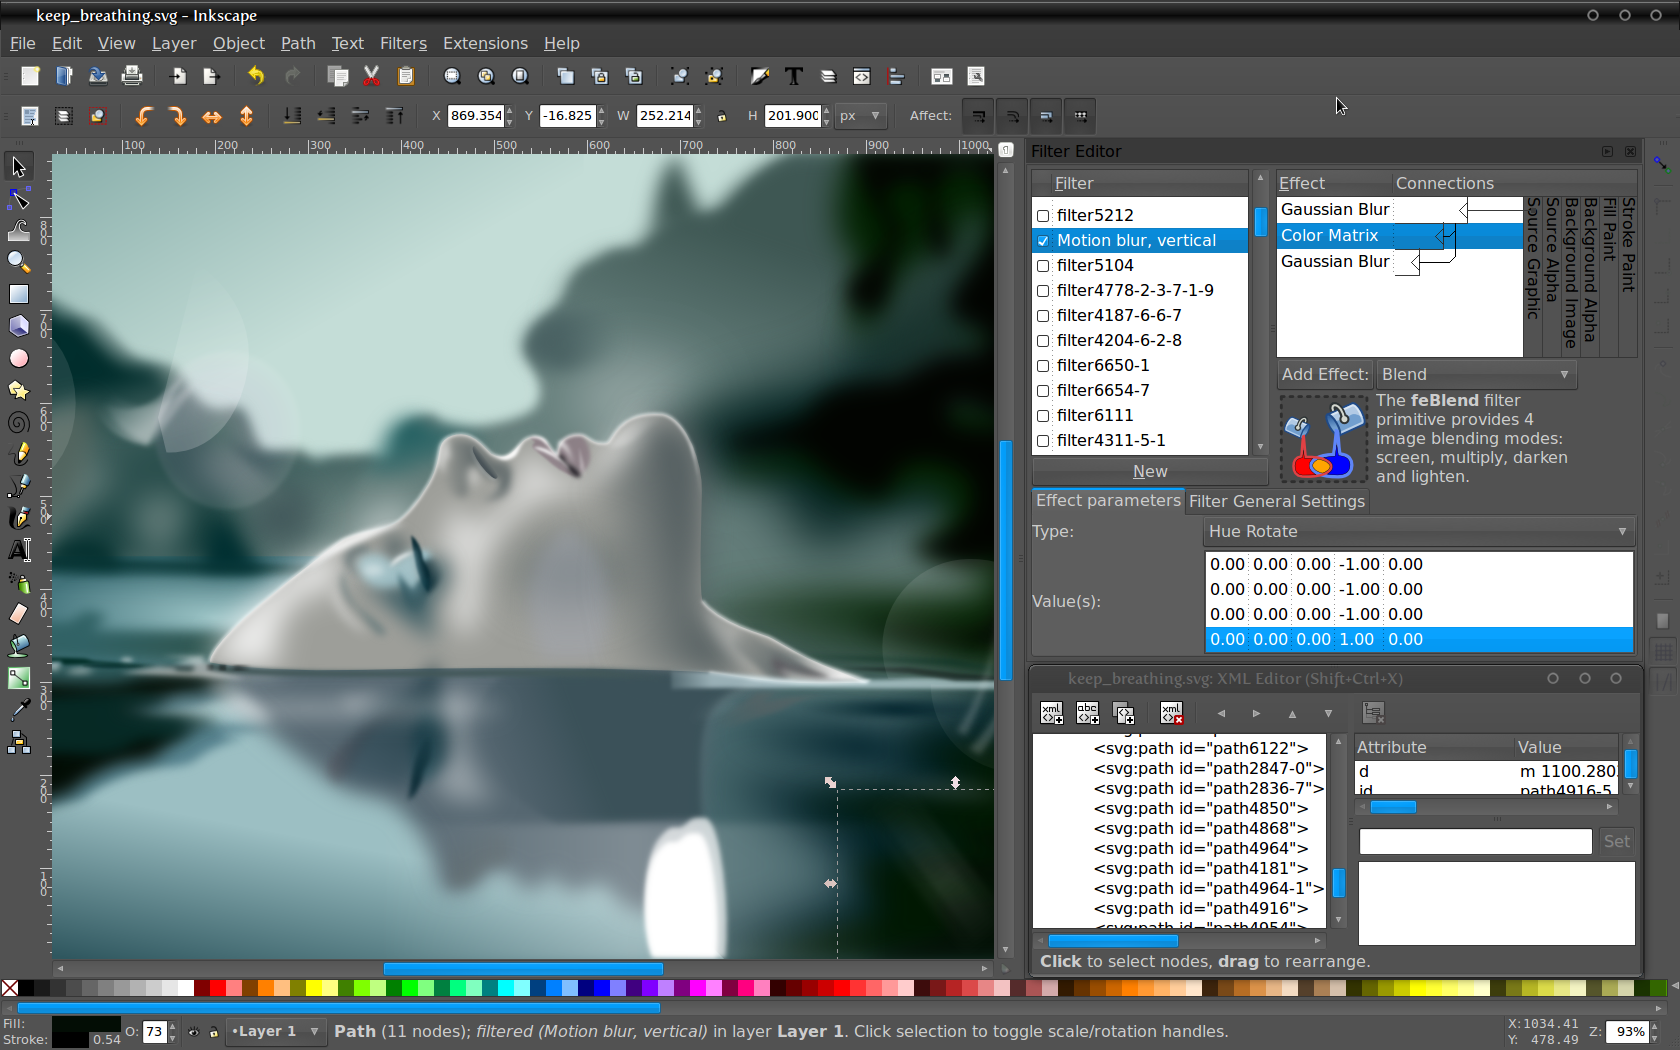 keep_breathing.svg - Inkscape
File Edit View Layer Object Path Text Filters Extensions Help
X 869.354 Y -16.825 W 252.214 H 201.900 px Affect:
100 200 300 400 500 600 700 800 900 1000
Filter Editor
Filter
filter5212
Motion blur, vertical
filter5104
filter4778-2-3-7-1-9
filter4187-6-6-7
filter4204-6-2-8
filter6650-1
filter6654-7
filter6111
filter4311-5-1
New
Effect Connections
Gaussian Blur
Color Matrix
Gaussian Blur
Source Graphic
Source Alpha
Background Image
Background Alpha
Fill Paint
Stroke Paint
Add Effect: Blend
The feBlend filter
primitive provides 4
image blending modes:
screen, multiply, darken
and lighten.
Effect parameters Filter General Settings
Type: Hue Rotate
Value(s):
0.00 0.00 0.00 -1.00 0.00
0.00 0.00 0.00 -1.00 0.00
0.00 0.00 0.00 -1.00 0.00
0.00 0.00 0.00 1.00 0.00
keep_breathing.svg: XML Editor (Shift+Ctrl+X)
<svg:path id="path6122">
<svg:path id="path2847-0">
<svg:path id="path2836-7">
<svg:path id="path4850">
<svg:path id="path4868">
<svg:path id="path4964">
<svg:path id="path4181">
<svg:path id="path4964-1">
<svg:path id="path4916">
<svg:path id="path4954">
Attribute Value
d m 1100.280
id path4916-5
Set
Click to select nodes, drag to rearrange.
Fill:
Stroke: 0.54 O: 73 •Layer 1 Path (11 nodes); filtered (Motion blur, vertical) in layer Layer 1. Click selection to toggle scale/rotation handles.
X:1034.41
Y: 478.49
Z: 93%